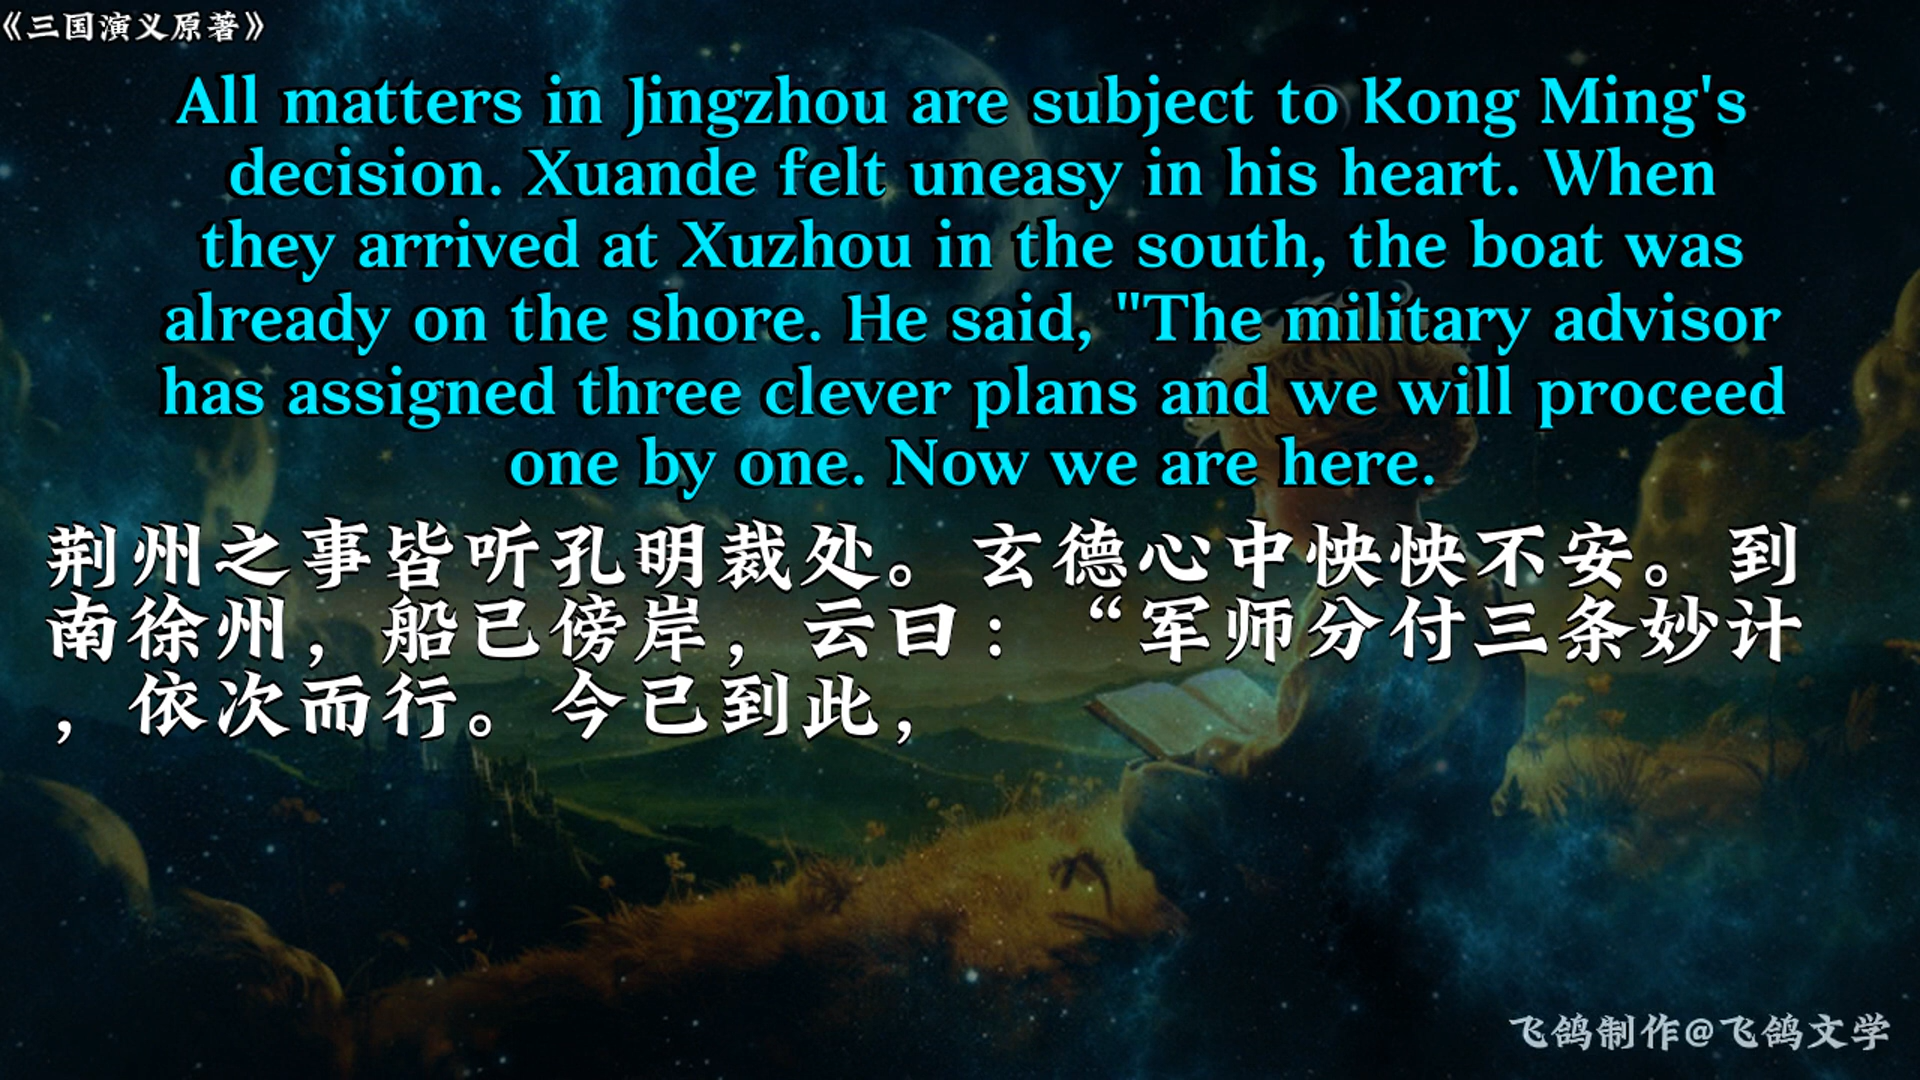 《三国演义原著》
All matters in Jingzhou are subject to Kong Ming's
decision. Xuande felt uneasy in his heart. When
they arrived at Xuzhou in the south, the boat was
already on the shore. He said, "The military advisor
has assigned three clever plans and we will proceed
one by one. Now we are here.
荆州之事皆听孔明裁处。玄德心中怏怏不安。到
南徐州，船已傍岸，云曰：“军师分付三条妙计
，依次而行。今已到此，
飞鸽制作@飞鸽文学